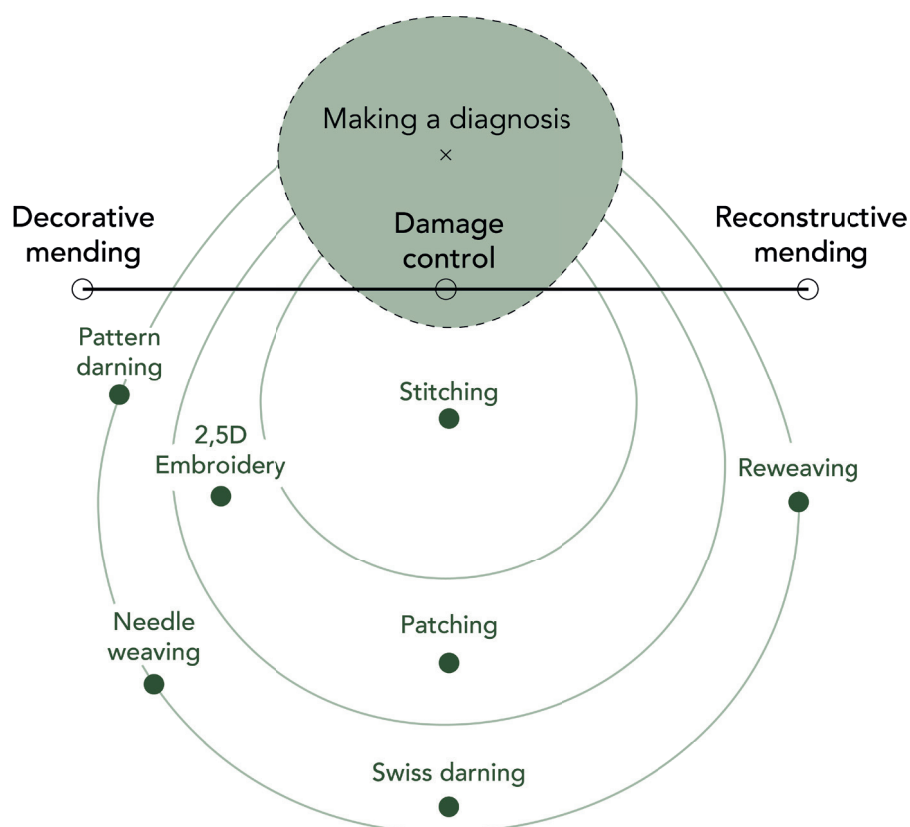 Making a diagnosis
Decorative
mending
Damage
control
Reconstructive
mending
Pattern
darning
Stitching
2,5D
Embroidery
Reweaving
Needle
weaving
Patching
Swiss darning